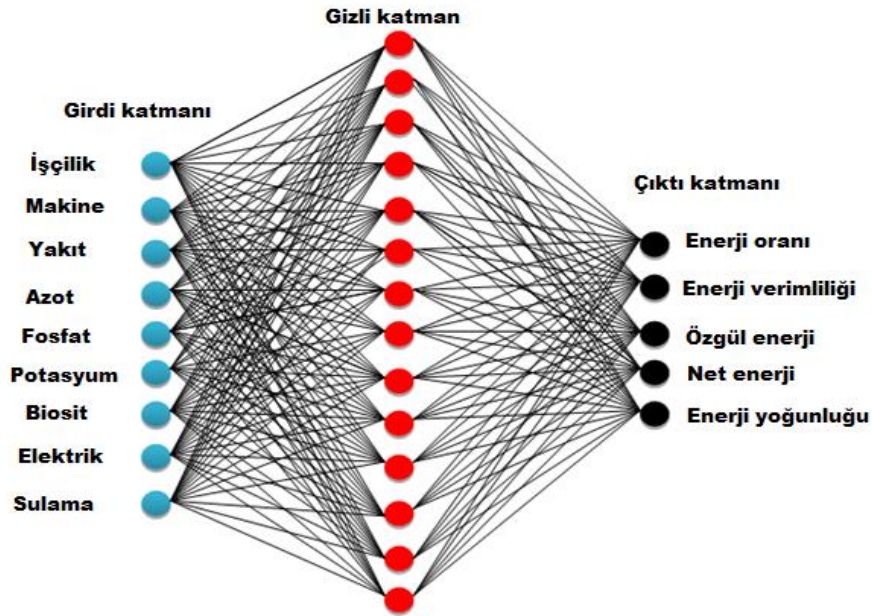 Gizli katman
Girdi katmanı
İşçilik
Makine
Yakıt
Azot
Fosfat
Potasyum
Biosit
Elektrik
Sulama
Çıktı katmanı
Enerji oranı
Enerji verimliliği
Özgül enerji
Net enerji
Enerji yoğunluğu